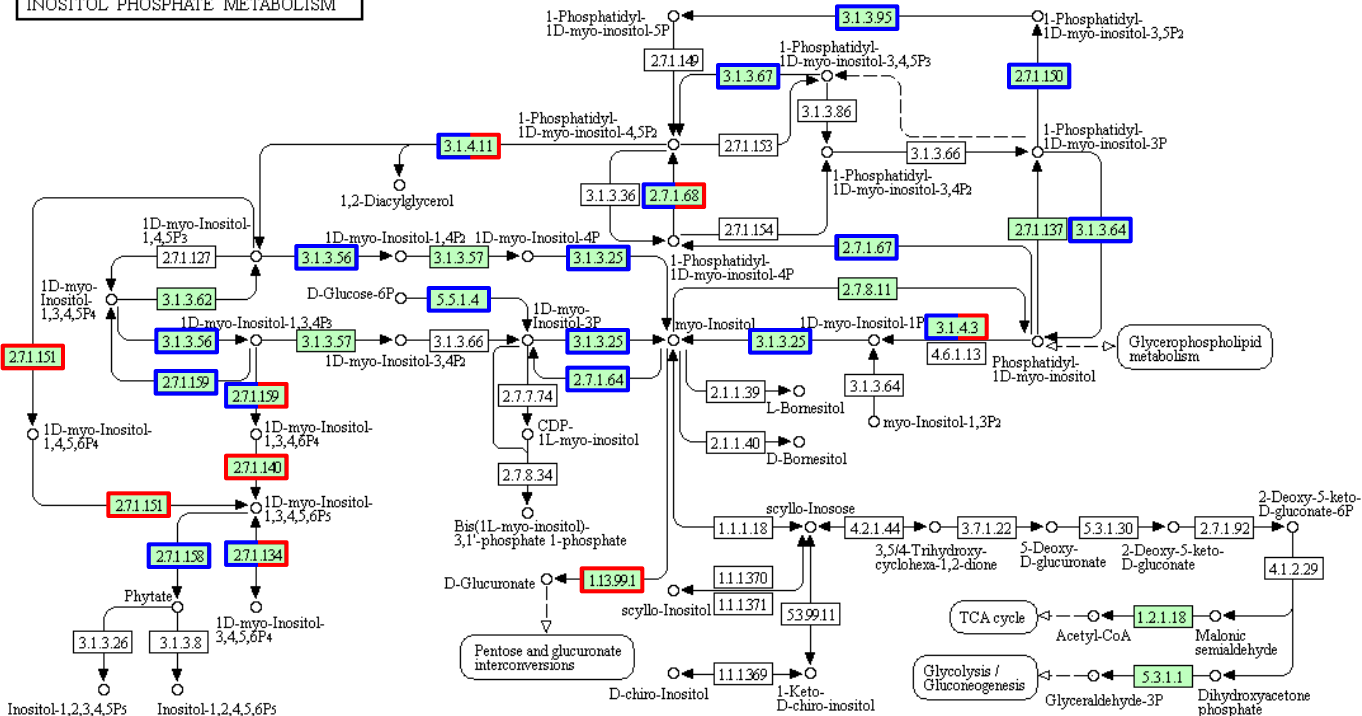 INOSITOL PHOSPHATE METABOLISM
1-Phosphatidyl-
1D-myo-inositol-5P
3.1.3.95
1-Phosphatidyl-
1D-myo-inositol-3,5P2
2.7.1.149
1-Phosphatidyl-
1D-myo-inositol-3,4,5P3
3.1.3.67
2.7.1.150
3.1.3.86
1-Phosphatidyl-
1D-myo-inositol-4,5P2
3.1.4.11
2.7.1.153
3.1.3.66
1-Phosphatidyl-
1D-myo-inositol-3P
1-Phosphatidyl-
1D-myo-inositol-3,4P2
1,2-Diacylglycerol
3.1.3.36
2.7.1.68
2.7.1.154
2.7.1.137
3.1.3.64
1D-myo-Inositol-
1,4,5P3
2.7.1.127
1D-myo-Inositol-1,4P2
1D-myo-Inositol-4P
3.1.3.56
3.1.3.57
3.1.3.25
2.7.1.67
1-Phosphatidyl-
1D-myo-inositol-4P
1D-myo-
Inositol-
1,3,4,5P4
3.1.3.62
D-Glucose-6P
5.5.1.4
1D-myo-
Inositol-3P
2.7.8.11
1D-myo-Inositol-1,3,4P3
3.1.3.56
3.1.3.57
1D-myo-Inositol-3,4P2
3.1.3.66
3.1.3.25
myo-Inositol
3.1.3.25
1D-myo-Inositol-1P
3.1.4.3
4.6.1.13
Phosphatidyl-
1D-myo-inositol
Glycerophospholipid
metabolism
2.7.1.151
2.7.1.159
2.7.1.159
2.7.1.64
2.7.7.74
2.1.1.39
L-Bornesitol
3.1.3.64
myo-Inositol-1,3P2
1D-myo-Inositol-
1,4,5,6P4
1D-myo-Inositol-
1,3,4,6P4
CDP-
1L-myo-inositol
2.1.1.40
D-Bornesitol
2.7.1.140
2.7.8.34
2.7.1.151
1D-myo-Inositol-
1,3,4,5,6P5
Bis(1L-myo-inositol)-
3,1'-phosphate 1-phosphate
scyllo-Inosose
1.1.1.18
4.2.1.44
3,5/4-Trihydroxy-
cyclohexa-1,2-dione
3.7.1.22
5-Deoxy-
D-glucuronate
5.3.1.30
2-Deoxy-5-keto-
D-gluconate
2.7.1.92
2-Deoxy-5-keto-
D-gluconate-6P
2.7.1.158
2.7.1.134
4.1.2.29
D-Glucuronate
1.13.99.1
1.1.1.370
1.1.1.371
scyllo-Inositol
5.3.99.11
Phytate
1D-myo-Inositol-
3,4,5,6P4
3.1.3.26
3.1.3.8
Pentose and glucuronate
interconversions
TCA cycle
Acetyl-CoA
1.2.1.18
Malonic
semialdehyde
D-chiro-Inositol
1.1.1.369
1-Keto-
D-chiro-inositol
Glycolysis /
Gluconeogenesis
Glyceraldehyde-3P
5.3.1.1
Dihydroxyacetone
phosphate
Inositol-1,2,3,4,5P5
Inositol-1,2,4,5,6P5